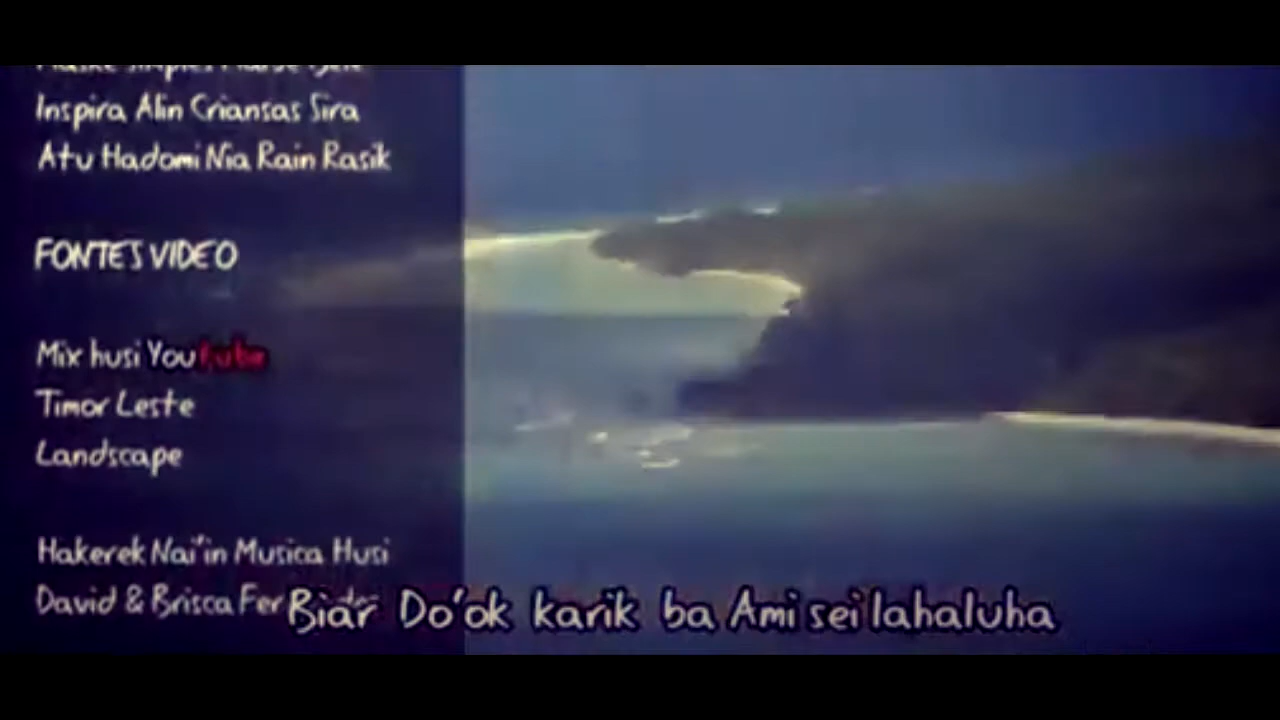 Inspira Alin Criansas Sira
Atu Hadomi Nia Rain Rasik
FONTES VIDEO
Mix husi Youtube
Timor Leste
Landscape
Hakerek Nai'in Musica Husi
David & Brisca
Biar Do'ok karik ba Ami sei lahaluha